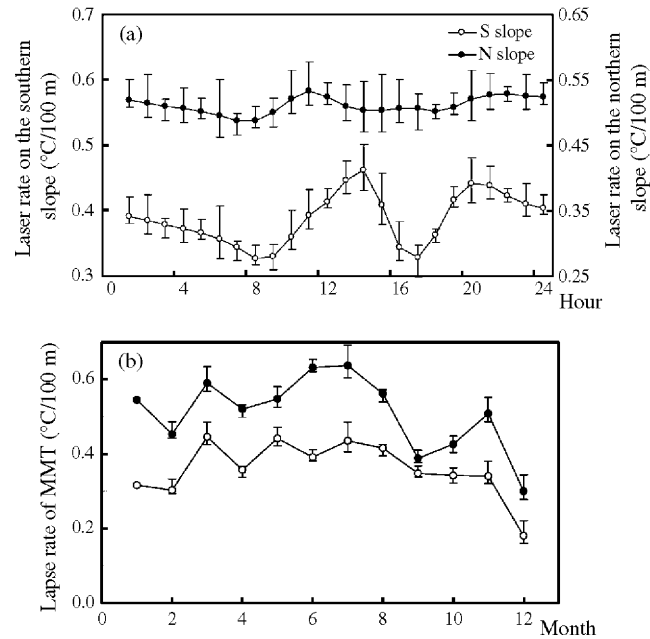 (a)
S slope
N slope
Laser rate on the southern
slope (°C/100 m)
0.7
0.6
0.5
0.4
0.3
0.65
0.55
0.45
0.35
0.25
Laser rate on the northern
slope (°C/100 m)
0 4 8 12 16 20 24
Hour
(b)
Lapse rate of MMT (°C/100 m)
0.6
0.4
0.2
0.0
0 2 4 6 8 10 12
Month